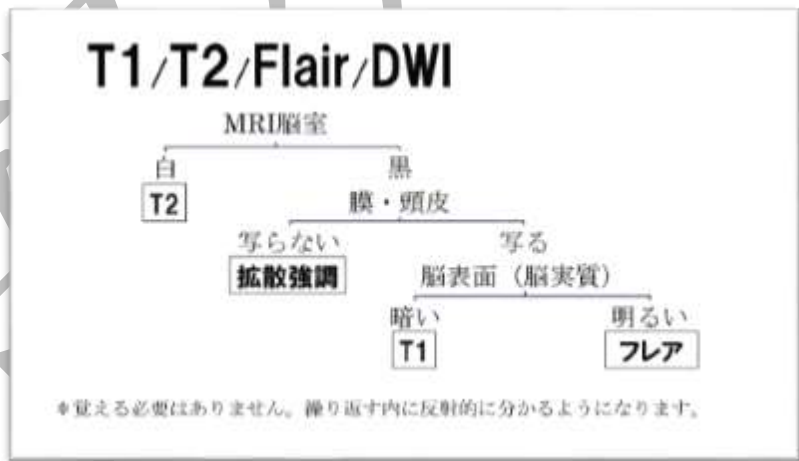 T1/T2/Flair/DWI
MRI脳室
白 黒
T2 膜・頭皮
写らない 写る
拡散強調 脳表面（脳実質）
暗い 明るい
T1 フレア
*覚える必要はありません。繰り返す内に反射的に分かるようになります。